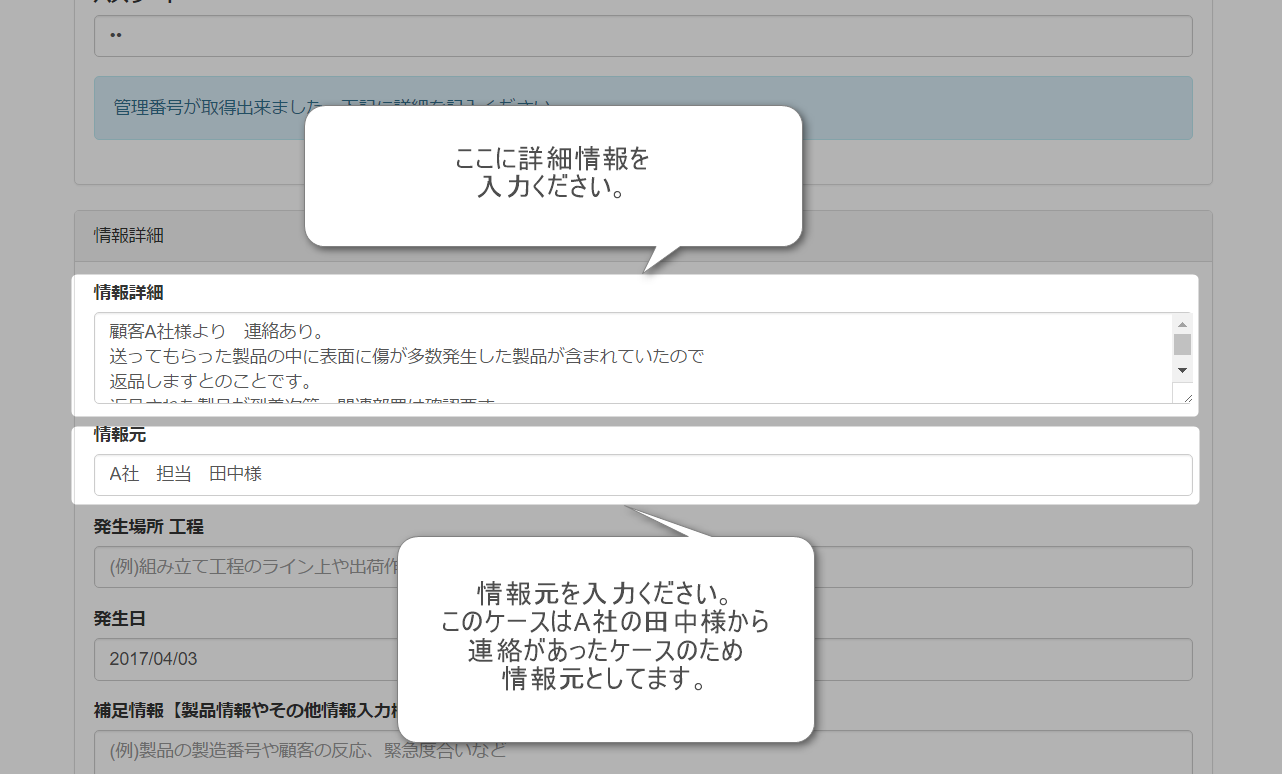 ••
管理番号が取得出来ました
ここに詳細情報を
入力ください。
情報詳細
情報詳細
顧客A社様より　連絡あり。
送ってもらった製品の中に表面に傷が多数発生した製品が含まれていたので
返品しますとのことです。
情報元
A社　担当　田中様
発生場所 工程
(例)組み立て工程のライン上や出荷作
情報元を入力ください。
このケースはA社の田中様から
連絡があったケースのため
情報元としてます。
発生日
2017/04/03
補足情報【製品情報やその他情報入力
(例)製品の製造番号や顧客の反応、緊急度合いなど